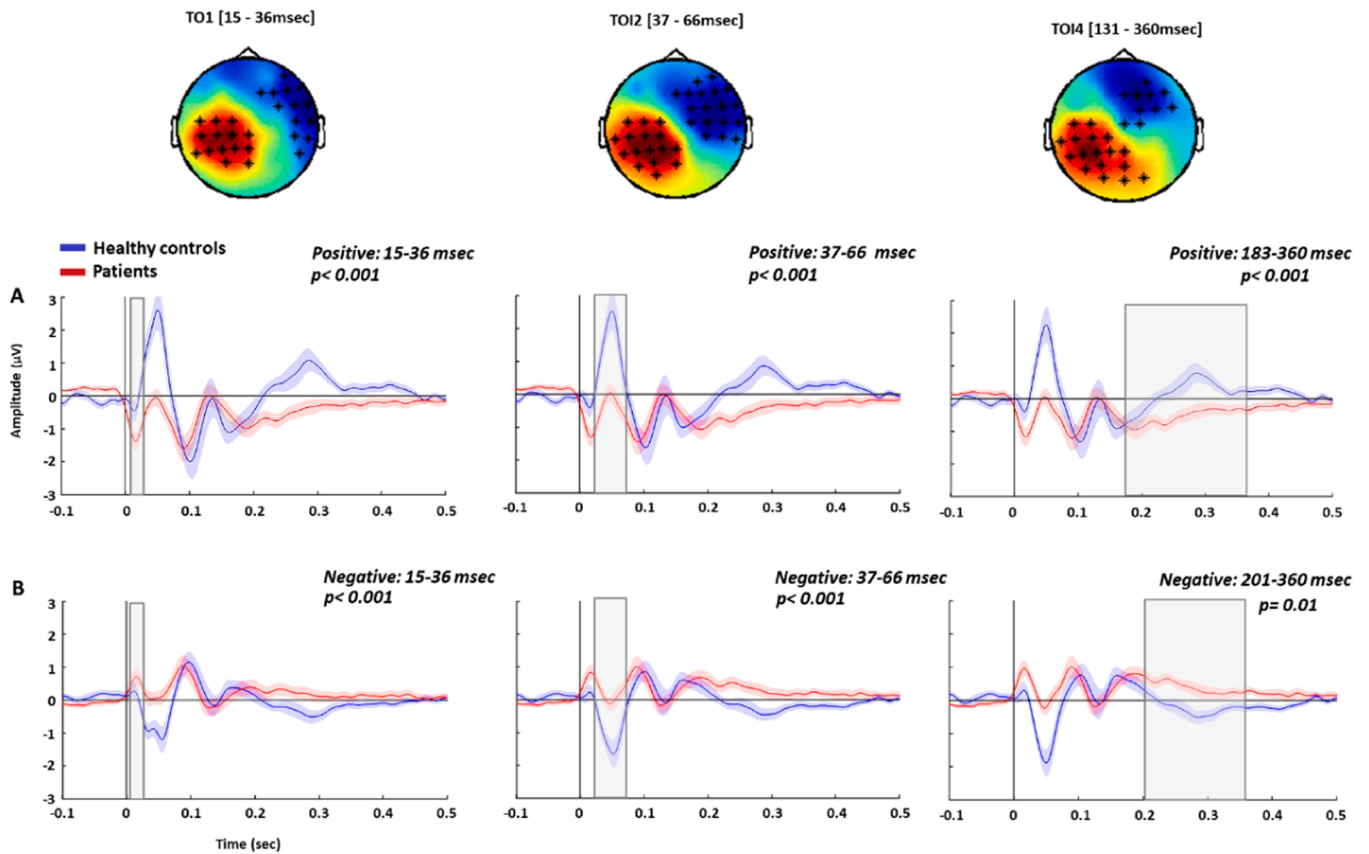 TO1 [15 - 36msec]
TOI2 [37 - 66msec]
TOI4 [131 - 360msec]
Healthy controls
Patients
Positive: 15-36 msec
p< 0.001
Positive: 37-66 msec
p< 0.001
Positive: 183-360 msec
p< 0.001
A
Amplitude (µV)
3
2
1
0
-1
-2
-3
-0.1 0 0.1 0.2 0.3 0.4 0.5
-0.1 0 0.1 0.2 0.3 0.4 0.5
-0.1 0 0.1 0.2 0.3 0.4 0.5
B
Negative: 15-36 msec
p< 0.001
Negative: 37-66 msec
p< 0.001
Negative: 201-360 msec
p= 0.01
3
2
1
0
-1
-2
-3
-0.1 0 0.1 0.2 0.3 0.4 0.5
-0.1 0 0.1 0.2 0.3 0.4 0.5
-0.1 0 0.1 0.2 0.3 0.4 0.5
Time (sec)